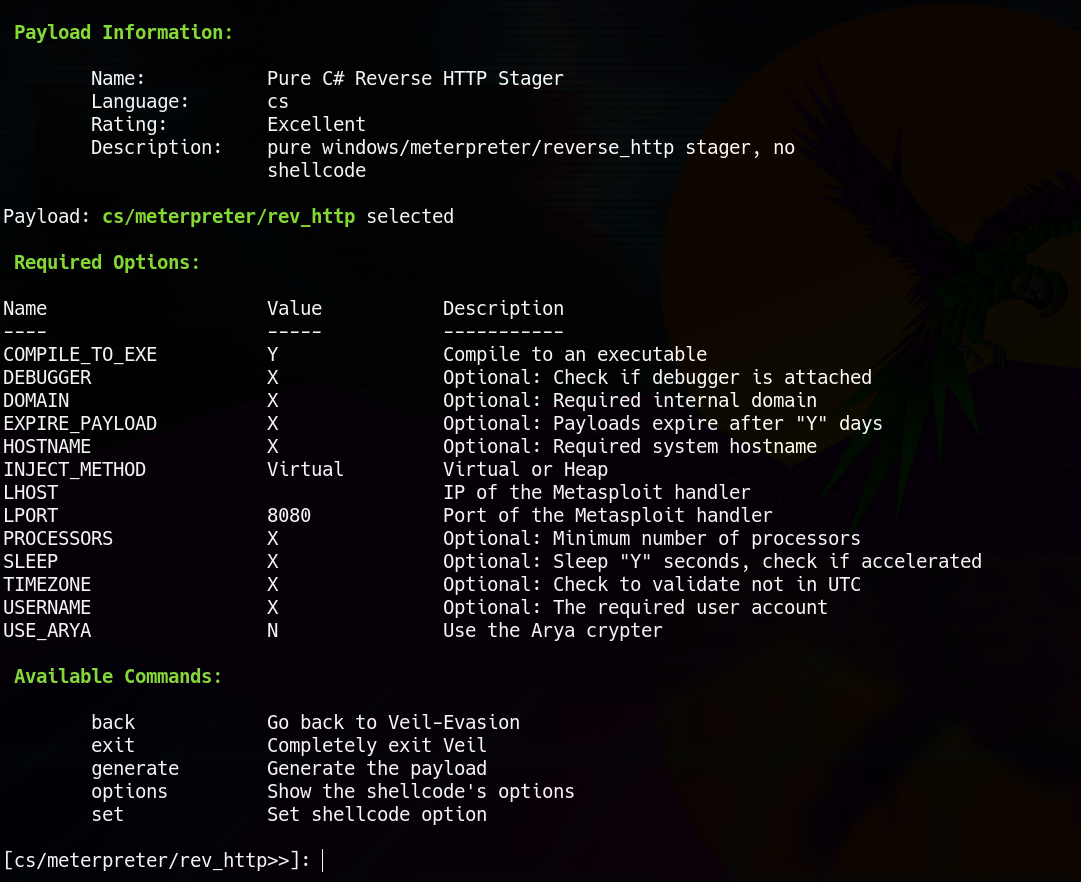 Payload Information:
Name: Pure C# Reverse HTTP Stager
Language: cs
Rating: Excellent
Description: pure windows/meterpreter/reverse_http stager, no
shellcode
Payload: cs/meterpreter/rev_http selected
Required Options:
Name Value Description
---- ----- -----------
COMPILE_TO_EXE Y Compile to an executable
DEBUGGER X Optional: Check if debugger is attached
DOMAIN X Optional: Required internal domain
EXPIRE_PAYLOAD X Optional: Payloads expire after "Y" days
HOSTNAME X Optional: Required system hostname
INJECT_METHOD Virtual Virtual or Heap
LHOST IP of the Metasploit handler
LPORT 8080 Port of the Metasploit handler
PROCESSORS X Optional: Minimum number of processors
SLEEP X Optional: Sleep "Y" seconds, check if accelerated
TIMEZONE X Optional: Check to validate not in UTC
USERNAME X Optional: The required user account
USE_ARYA N Use the Arya crypter
Available Commands:
back Go back to Veil-Evasion
exit Completely exit Veil
generate Generate the payload
options Show the shellcode's options
set Set shellcode option
[cs/meterpreter/rev_http>>]: